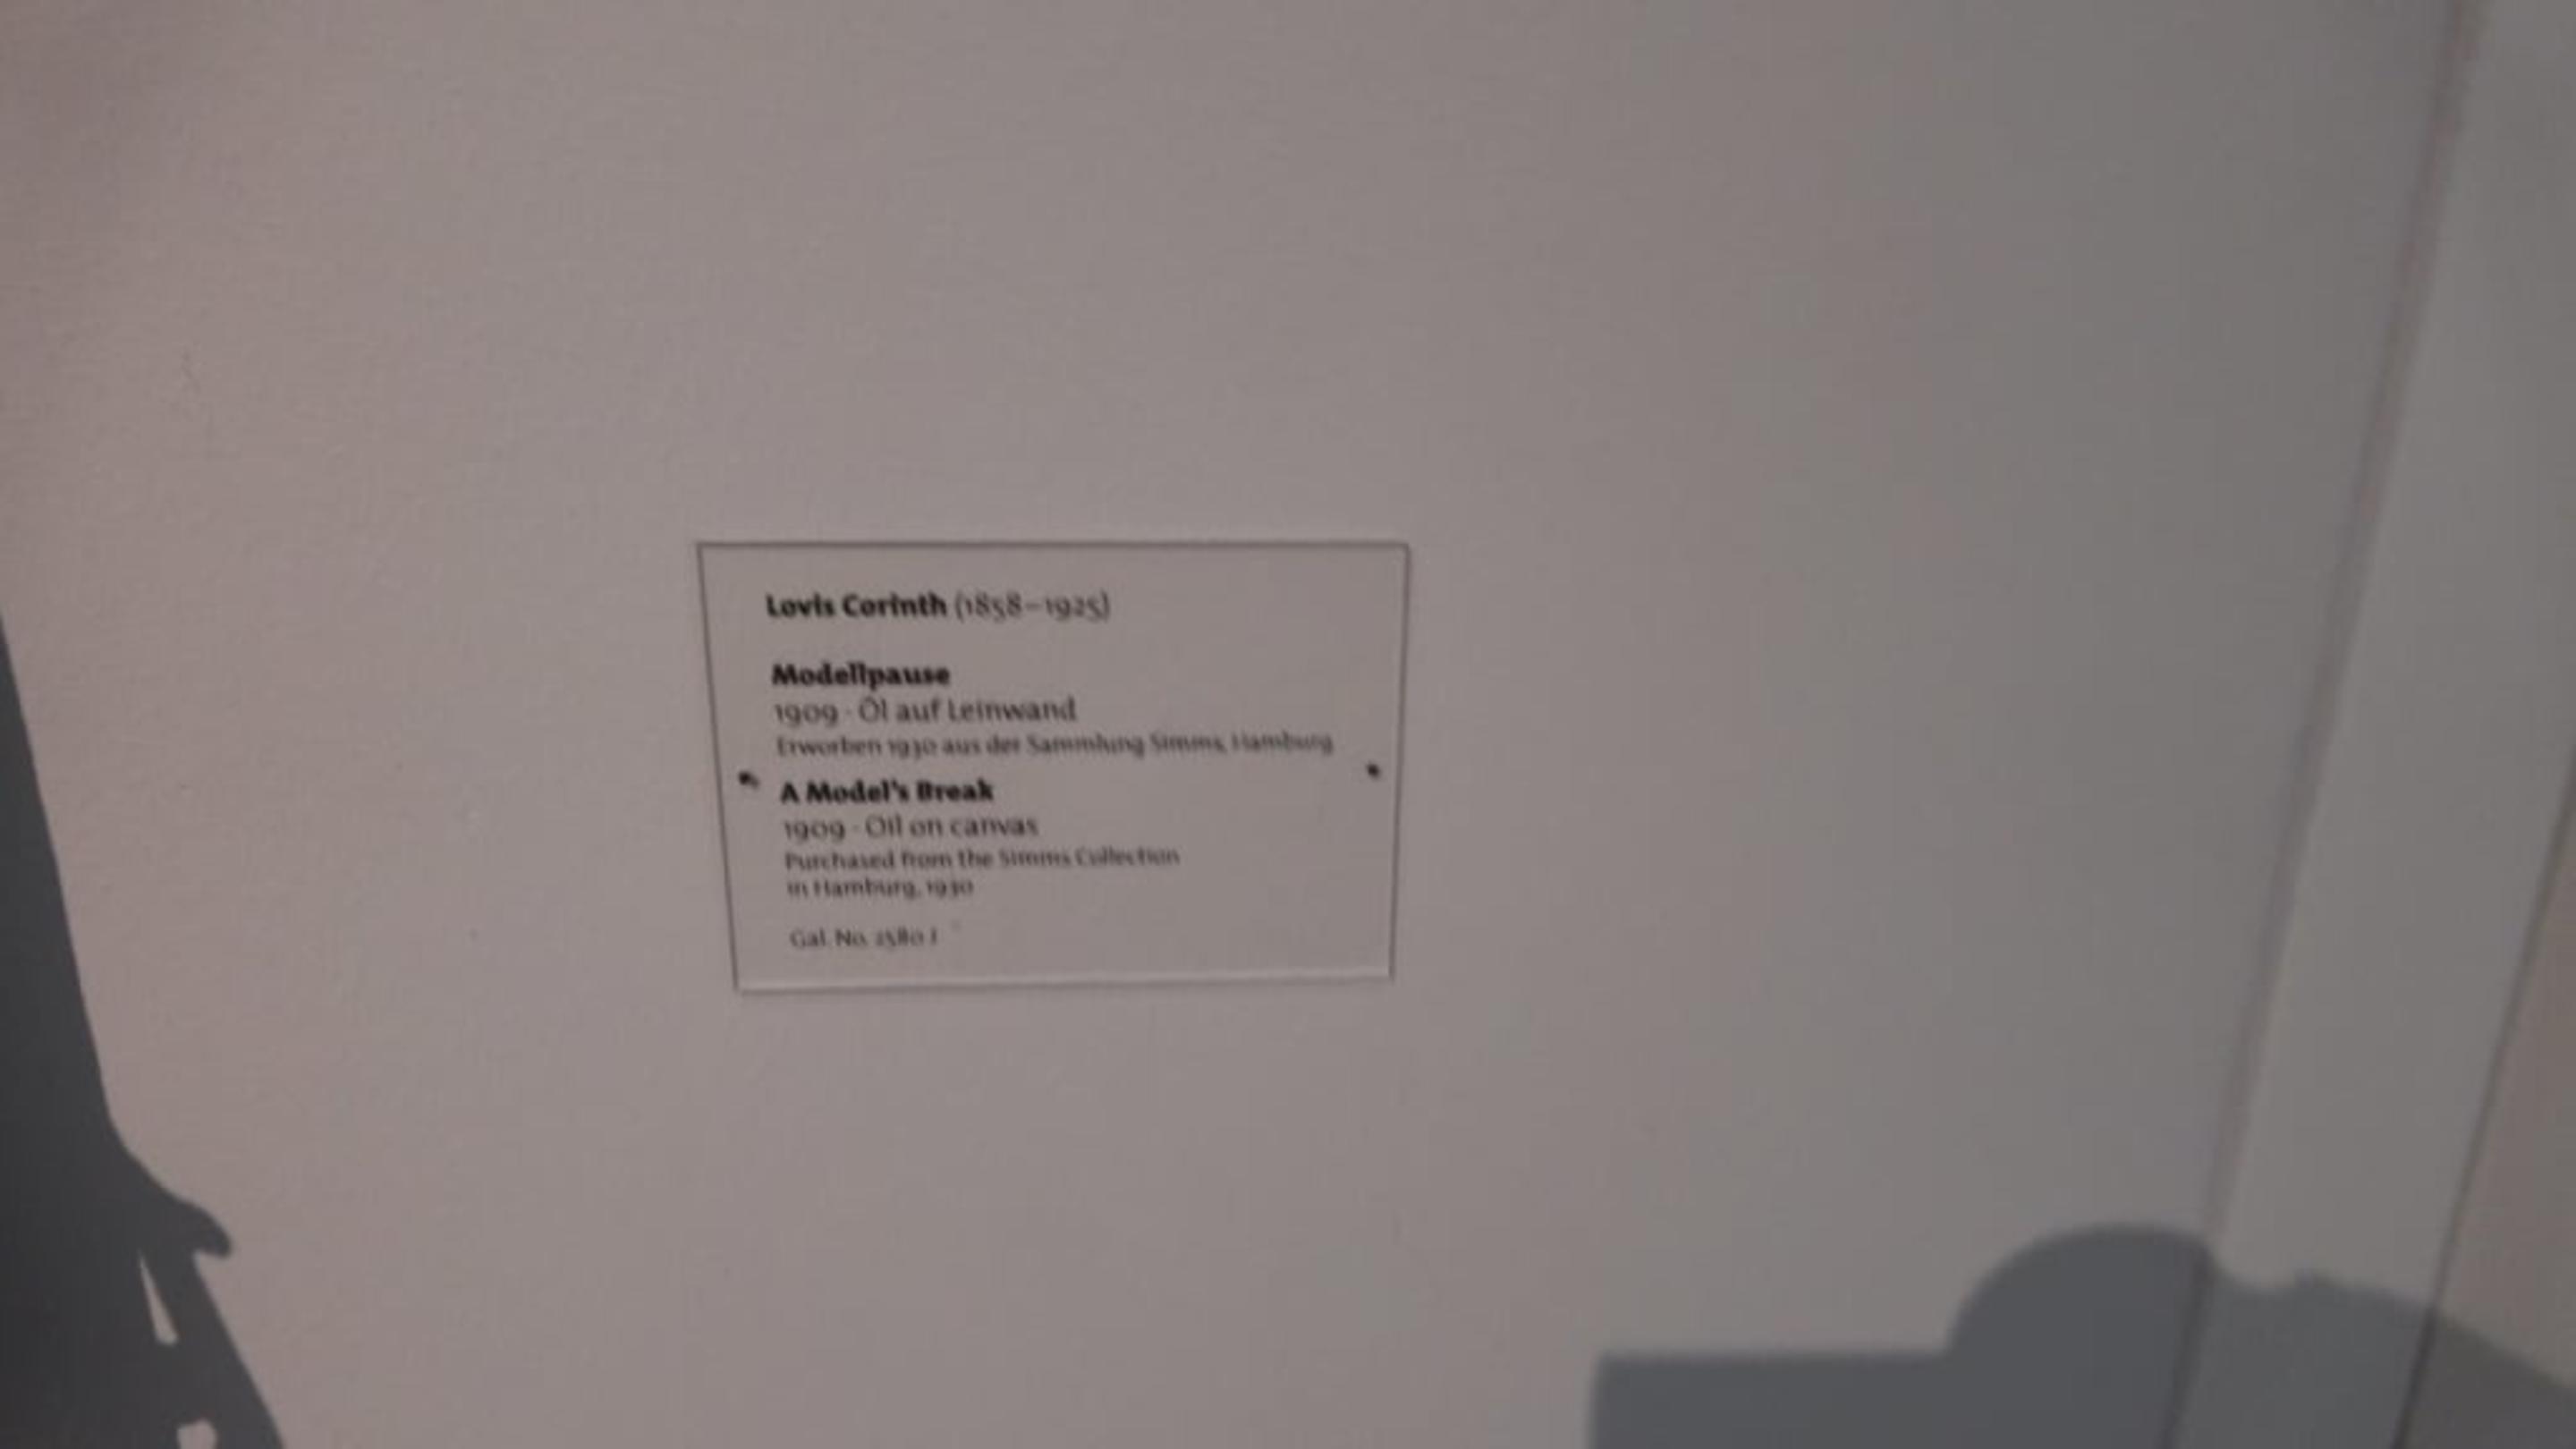 Lovis Corinth (1858–1925)
Modellpause
1909 · Öl auf Leinwand
Erworben 1930 aus der Sammlung Simms, Hamburg
A Model's Break
1909 · Oil on canvas
Purchased from the Simms Collection
in Hamburg, 1930
Gal. No. 2580 I